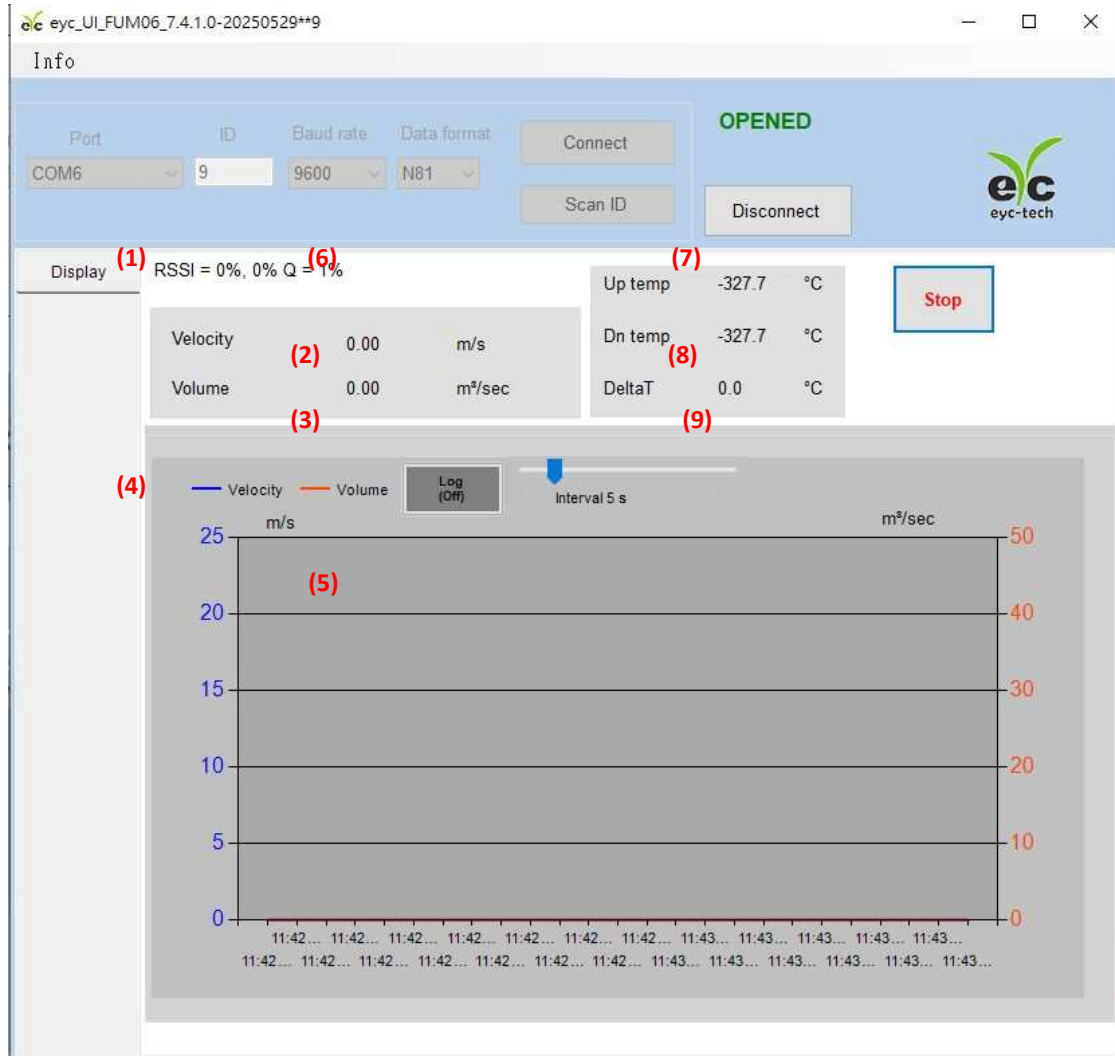 eyc_UI_FUM06_7.4.1.0-20250529**9
Info
Port ID Baud rate Data format
COM6 9 9600 N81
Connect
Scan ID
OPENED
Disconnect
eyc
eyc-tech
Display
(1) RSSI = 0%, 0% Q = 1% (6)
(7)
Up temp -327.7 °C
Stop
Velocity 0.00 m/s
(2)
Dn temp -327.7 °C
(8)
Volume 0.00 m³/sec
(3)
DeltaT 0.0 °C
(9)
(4)
Velocity Volume
Log
(Off)
Interval 5 s
m/s m³/sec
25 50
(5)
20 40
15 30
10 20
5 10
0 0
11:42... 11:42... 11:42... 11:42... 11:42... 11:42... 11:42... 11:43... 11:43... 11:43... 11:43... 11:43...
11:42... 11:42... 11:42... 11:42... 11:42... 11:42... 11:42... 11:43... 11:43... 11:43... 11:43... 11:43... 11:43...